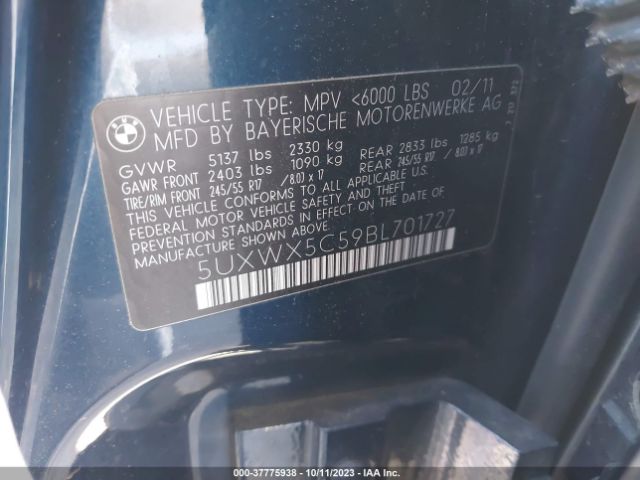 BMW
VEHICLE TYPE: MPV <6000 LBS 02/11
MFD BY BAYERISCHE MOTORENWERKE AG
GVWR 5137 lbs 2330 kg
GAWR FRONT 2403 lbs 1090 kg REAR 2833 lbs 1285 kg
TIRE/RIM FRONT 245/55 R17 /8.0J x 17 REAR 245/55 R17 /8.0J x 17
THIS VEHICLE CONFORMS TO ALL APPLICABLE U.S.
FEDERAL MOTOR VEHICLE SAFETY AND THEFT
PREVENTION STANDARDS IN EFFECT ON THE DATE OF
MANUFACTURE SHOWN ABOVE.
5UXWX5C59BL701727
000-37775938 - 10/11/2023 - IAA Inc.